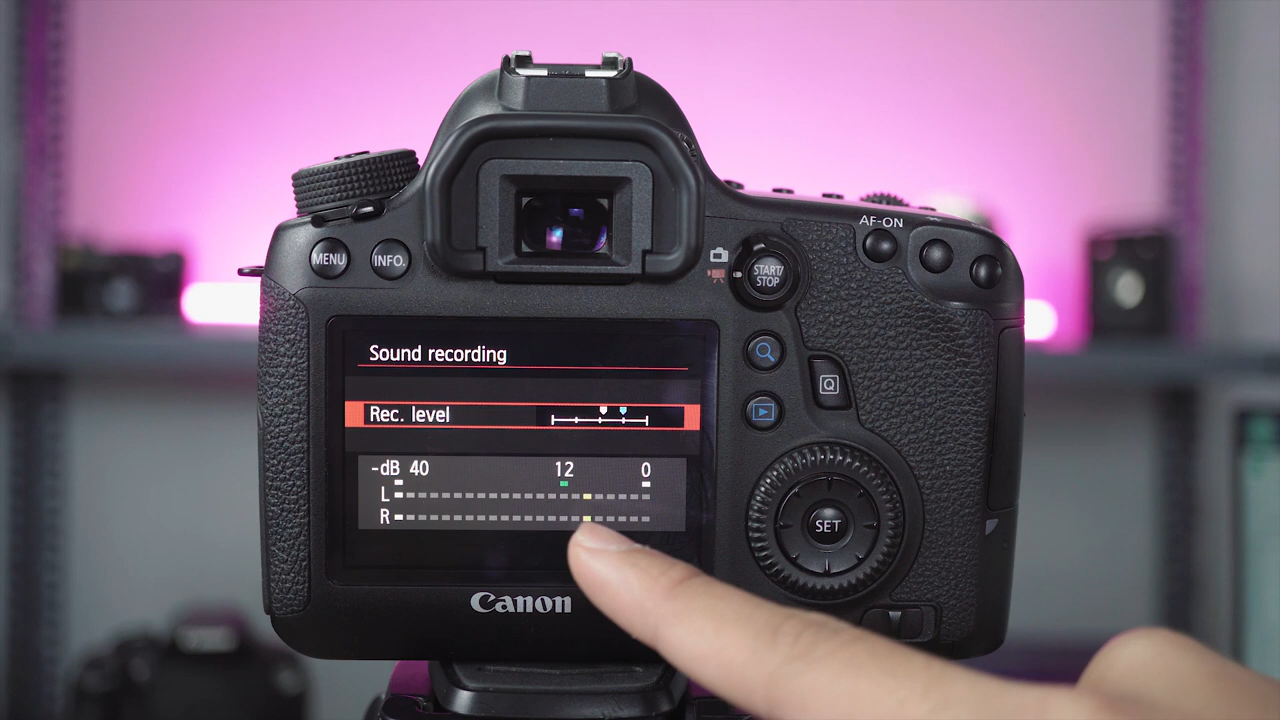 AF-ON
MENU
INFO.
START/
STOP
Sound recording
Rec. level
Q
-dB 40 12 0
L
R
SET
Canon